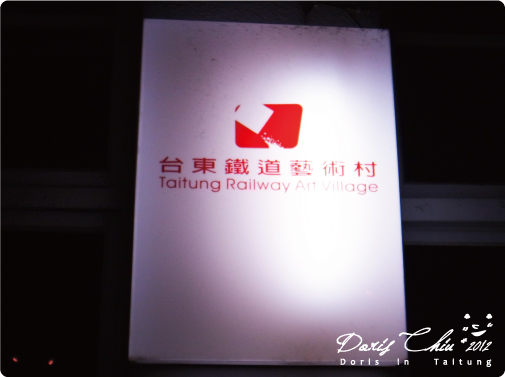 台東鐵道藝術村
Taitung Railway Art Village
Doris Chiu 2012
Doris in Taitung